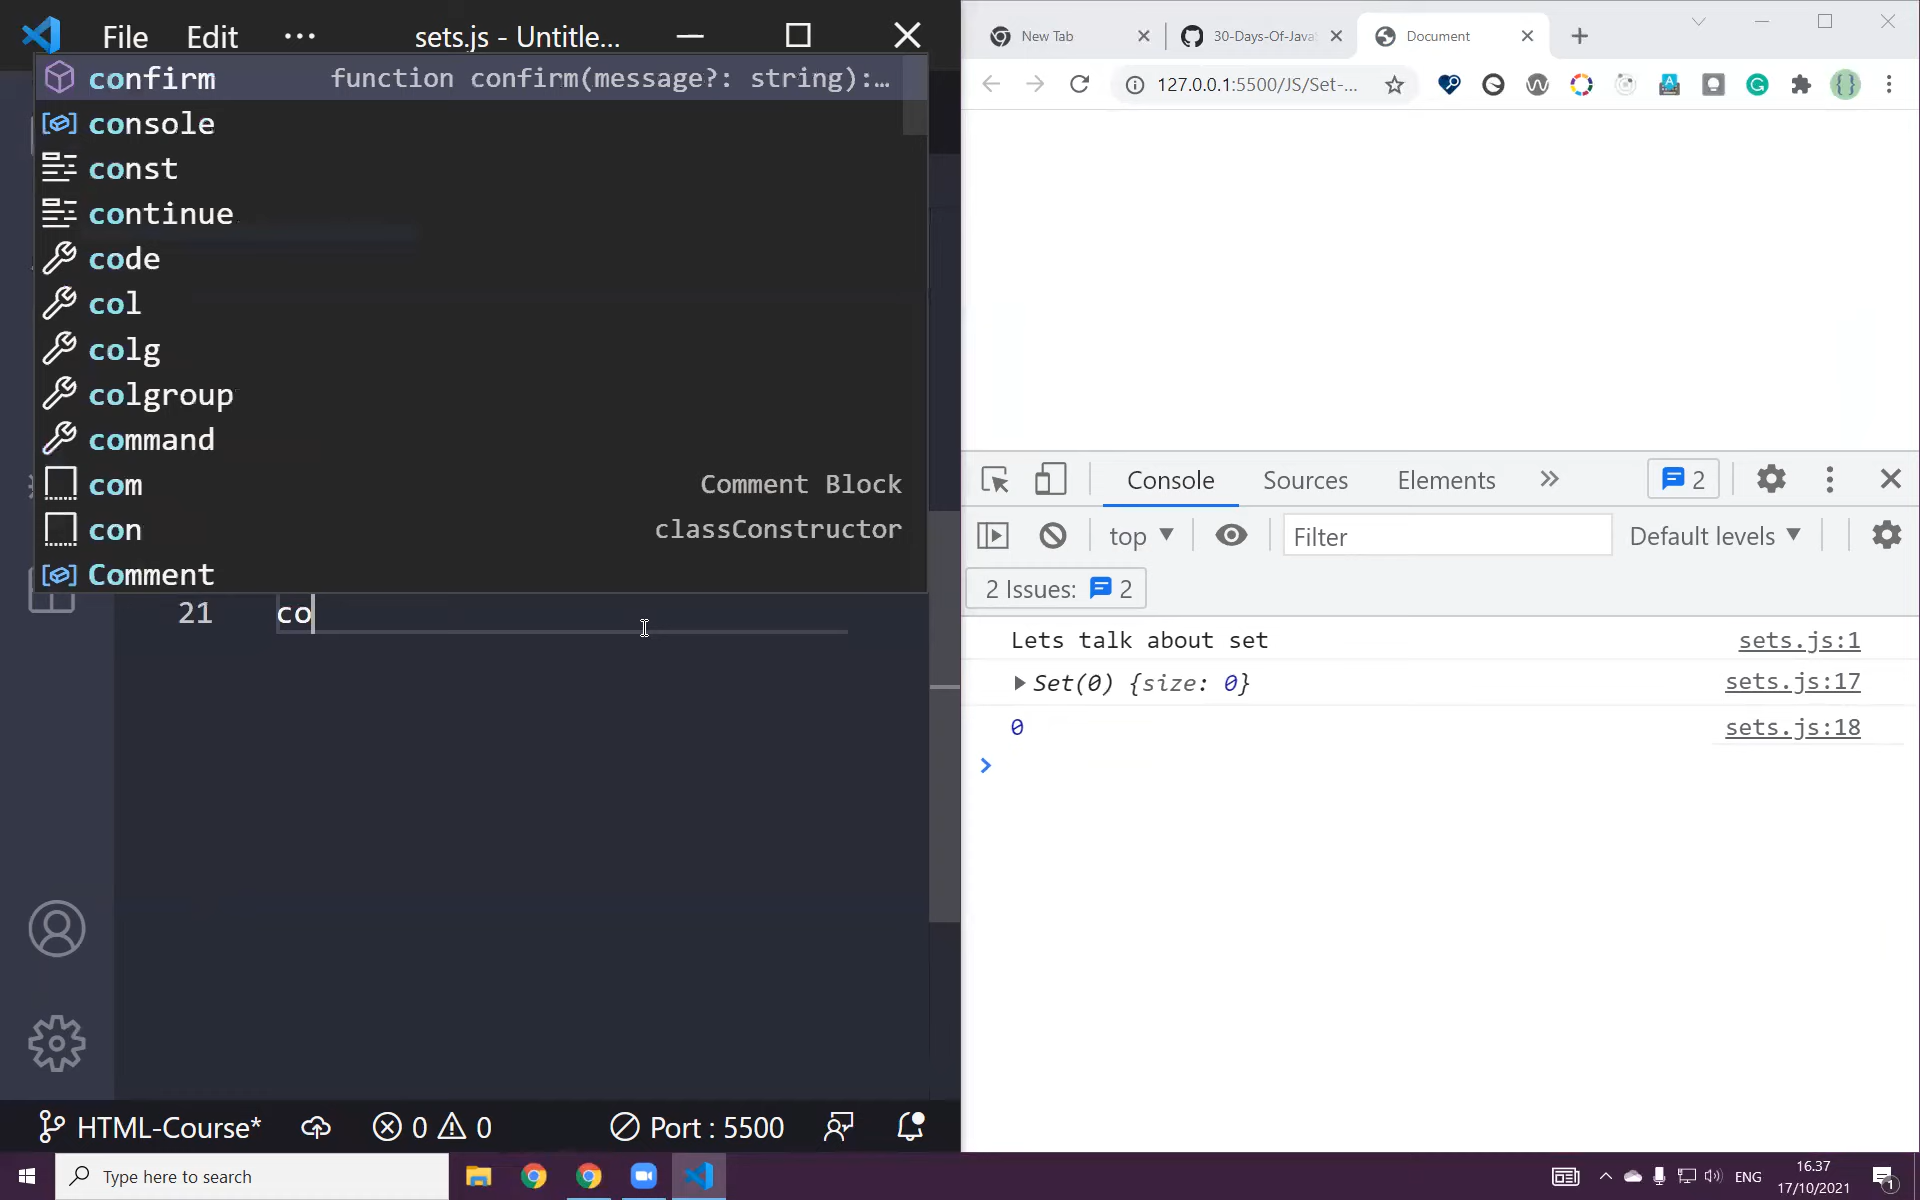 File Edit ··· sets.js - Untitle...
confirm function confirm(message?: string):…
console
const
continue
code
col
colg
colgroup
command
com Comment Block
con classConstructor
Comment
21 co
HTML-Course* 0 0 Port : 5500
New Tab
30-Days-Of-Java
Document
127.0.0.1:5500/JS/Set-...
Console Sources Elements 2
top Filter Default levels
2 Issues: 2
Lets talk about set sets.js:1
Set(0) {size: 0} sets.js:17
0 sets.js:18
Type here to search
ENG
16.37
17/10/2021
1